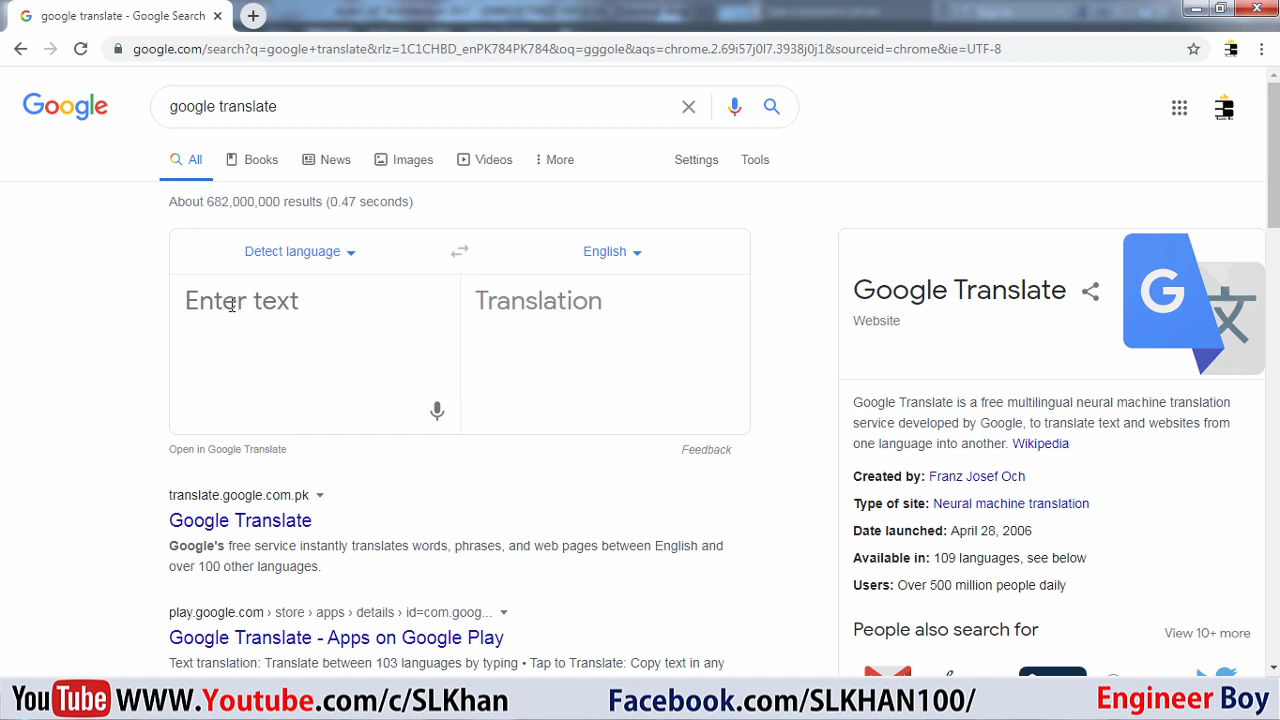 google translate - Google Search
google.com/search?q=google+translate&rlz=1C1CHBD_enPK784PK784&oq=gggole&aqs=chrome.2.69i57j0l7.3938j0j1&sourceid=chrome&ie=UTF-8
Google
google translate
All Books News Images Videos More Settings Tools
About 682,000,000 results (0.47 seconds)
Detect language English
Enter text Translation
Open in Google Translate Feedback
translate.google.com.pk
Google Translate
Google's free service instantly translates words, phrases, and web pages between English and
over 100 other languages.
play.google.com › store › apps › details › id=com.goog...
Google Translate - Apps on Google Play
Text translation: Translate between 103 languages by typing • Tap to Translate: Copy text in any
Google Translate
Website
G 文
Google Translate is a free multilingual neural machine translation
service developed by Google, to translate text and websites from
one language into another. Wikipedia
Created by: Franz Josef Och
Type of site: Neural machine translation
Date launched: April 28, 2006
Available in: 109 languages, see below
Users: Over 500 million people daily
People also search for View 10+ more
YouTube WWW.Youtube.com/c/SLKhan Facebook.com/SLKHAN100/ Engineer Boy